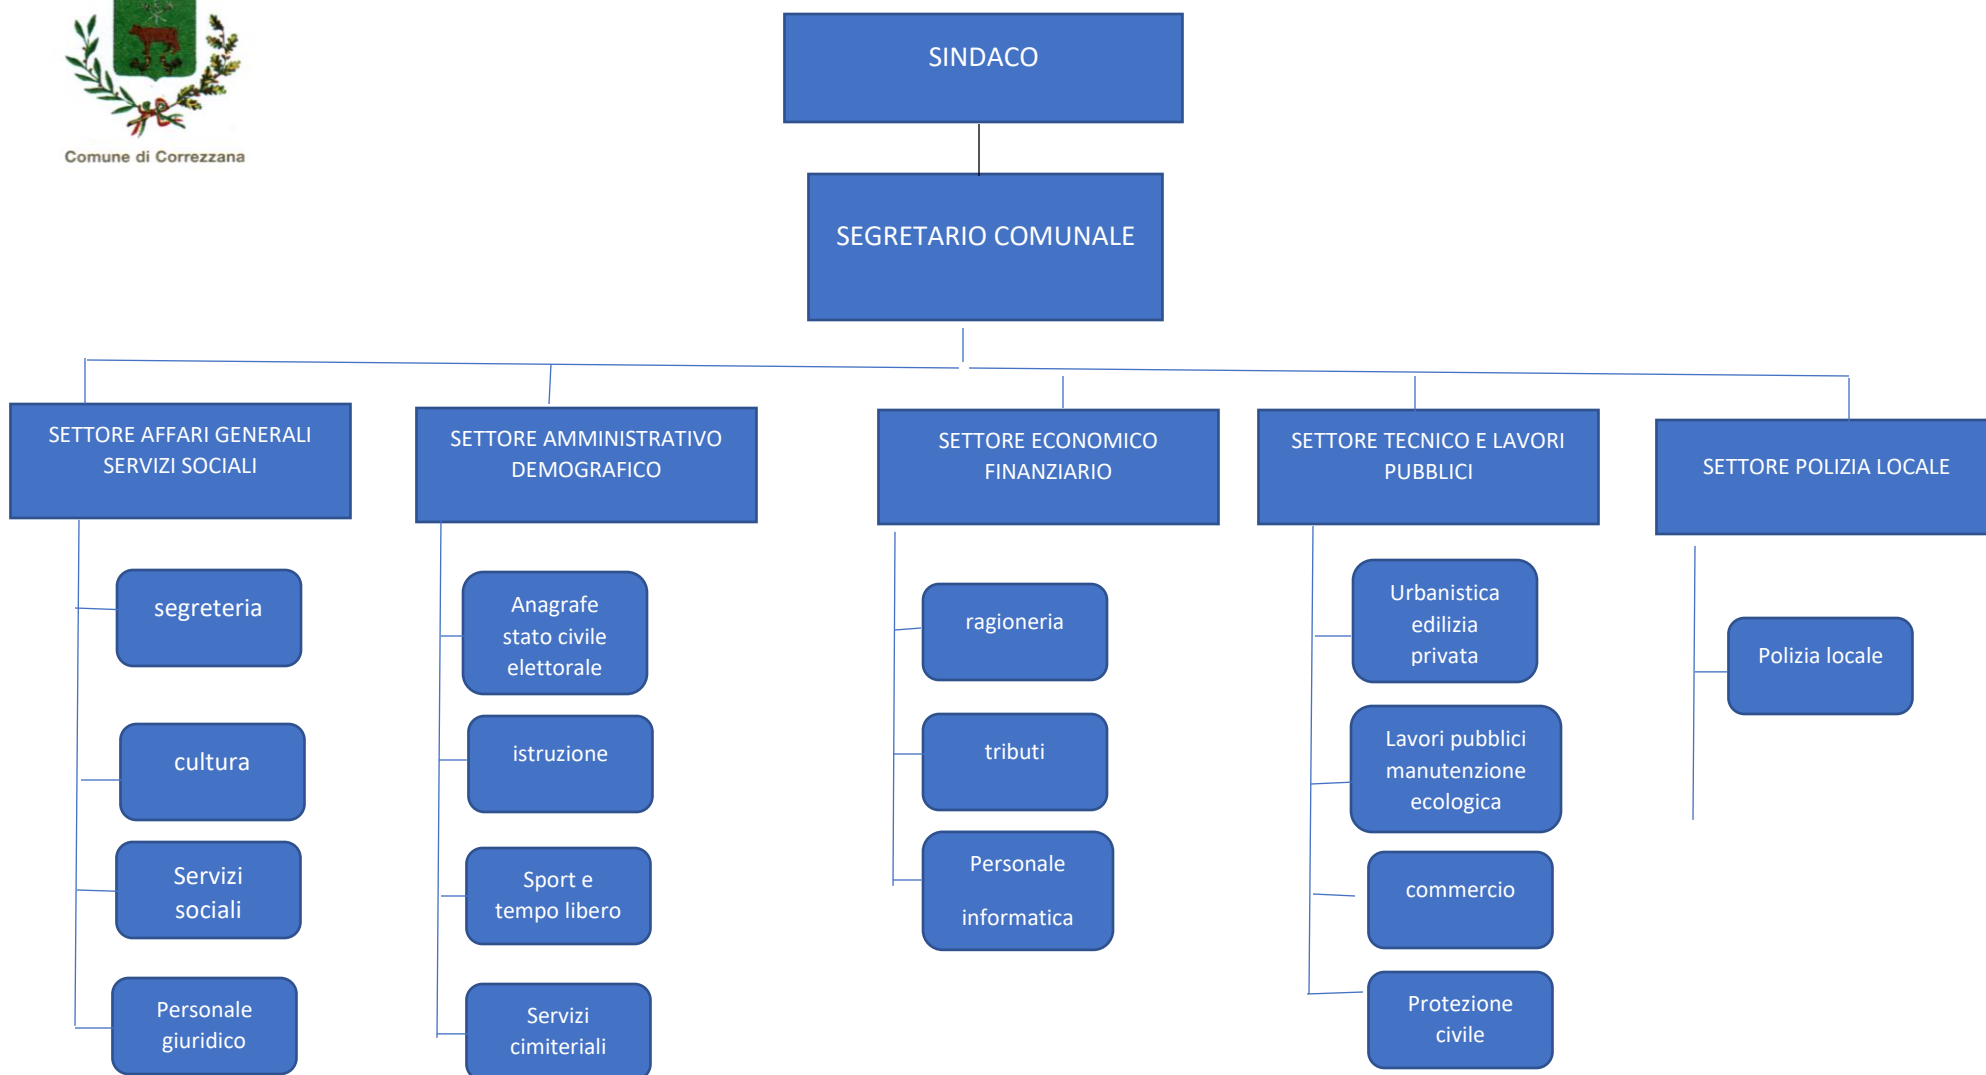 Comune di Correzzana
SINDACO
SEGRETARIO COMUNALE
SETTORE AFFARI GENERALI
SERVIZI SOCIALI
segreteria
cultura
Servizi
sociali
Personale
giuridico
SETTORE AMMINISTRATIVO
DEMOGRAFICO
Anagrafe
stato civile
elettorale
istruzione
Sport e
tempo libero
Servizi
cimiteriali
SETTORE ECONOMICO
FINANZIARIO
ragioneria
tributi
Personale
informatica
SETTORE TECNICO E LAVORI
PUBBLICI
Urbanistica
edilizia
privata
Lavori pubblici
manutenzione
ecologica
commercio
Protezione
civile
SETTORE POLIZIA LOCALE
Polizia locale